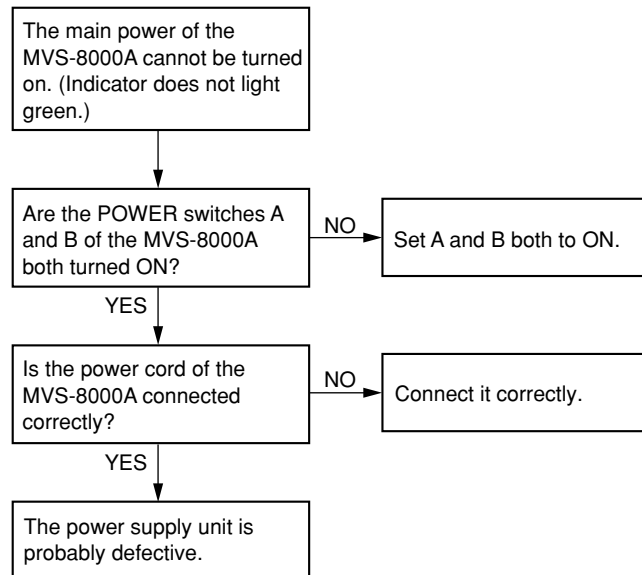 The main power of the
MVS-8000A cannot be turned
on. (Indicator does not light
green.)
Are the POWER switches A
and B of the MVS-8000A
both turned ON?
NO
Set A and B both to ON.
YES
Is the power cord of the
MVS-8000A connected
correctly?
NO
Connect it correctly.
YES
The power supply unit is
probably defective.